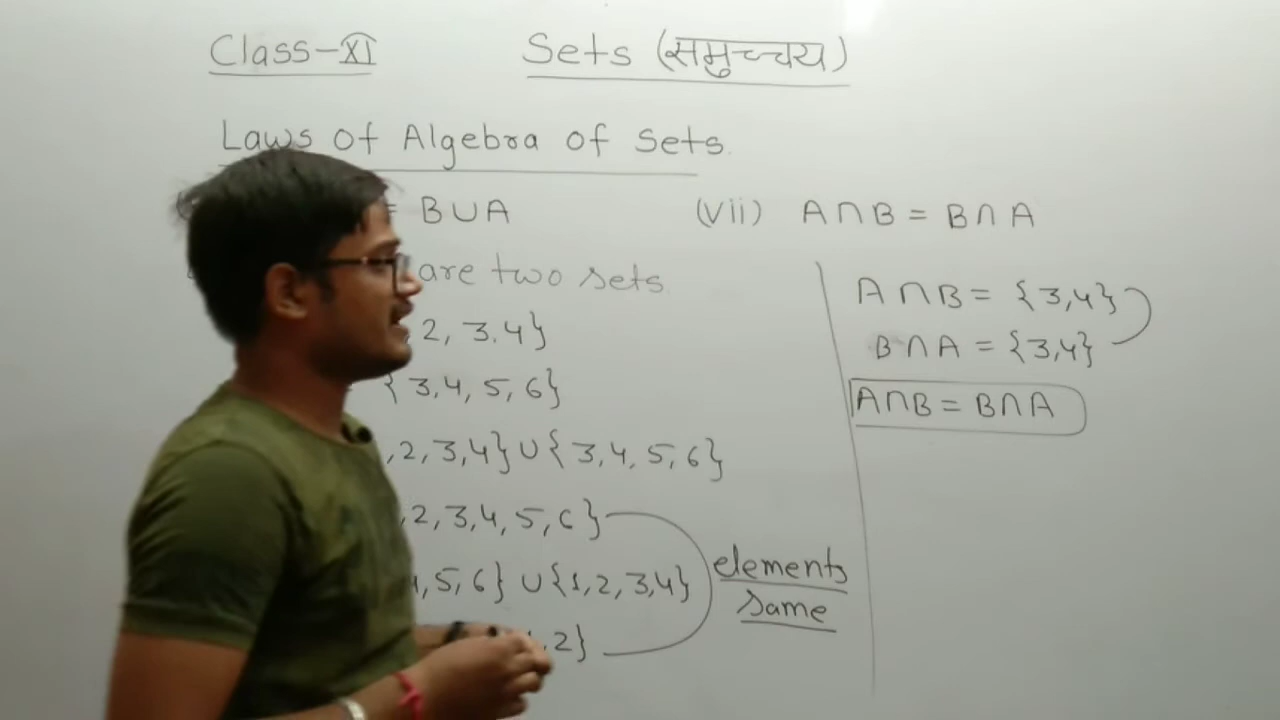 Class-XI
Sets (समुच्चय)
Laws of Algebra of Sets.
= B∪A
are two sets.
2, 3.4}
{3,4, 5, 6}
,2,3,4}∪{3,4,5,6}
,2,3,4,5,6}
,5,6}∪{1,2,3,4}
,2}
elements
same
(vii) A∩B = B∩A
A∩B = {3,4}
B∩A = {3,4}
A∩B = B∩A